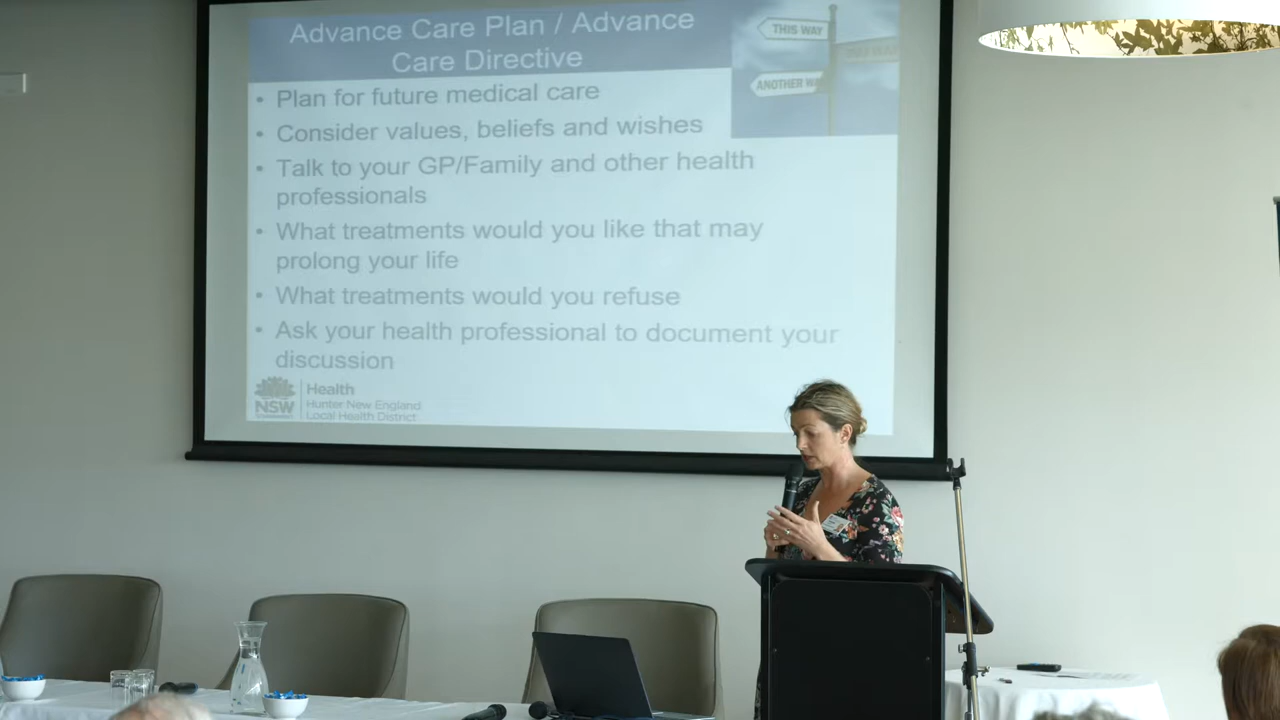 Advance Care Plan / Advance
Care Directive
THIS WAY
ANOTHER WAY
• Plan for future medical care
• Consider values, beliefs and wishes
• Talk to your GP/Family and other health
professionals
• What treatments would you like that may
prolong your life
• What treatments would you refuse
• Ask your health professional to document your
discussion
NSW
Health
Hunter New England
Local Health District